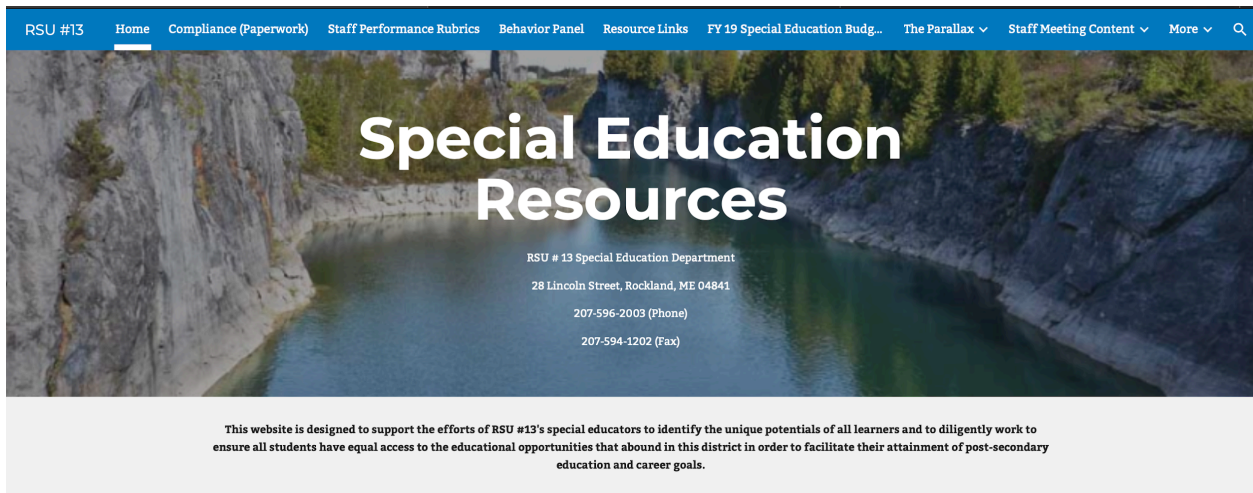 RSU #13 Home Compliance (Paperwork) Staff Performance Rubrics Behavior Panel Resource Links FY 19 Special Education Budg... The Parallax Staff Meeting Content More
Special Education
Resources
RSU # 13 Special Education Department
28 Lincoln Street, Rockland, ME 04841
207-596-2003 (Phone)
207-594-1202 (Fax)
This website is designed to support the efforts of RSU #13's special educators to identify the unique potentials of all learners and to diligently work to
ensure all students have equal access to the educational opportunities that abound in this district in order to facilitate their attainment of post-secondary
education and career goals.